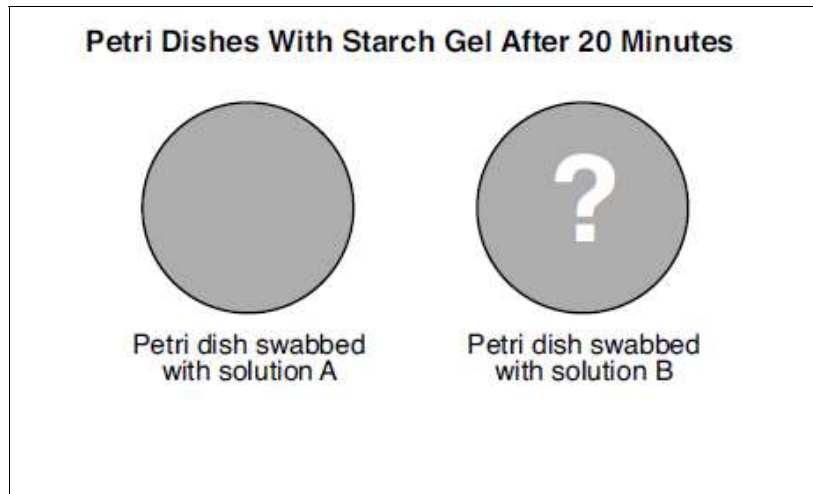 Petri Dishes With Starch Gel After 20 Minutes
?
Petri dish swabbed
with solution A
Petri dish swabbed
with solution B